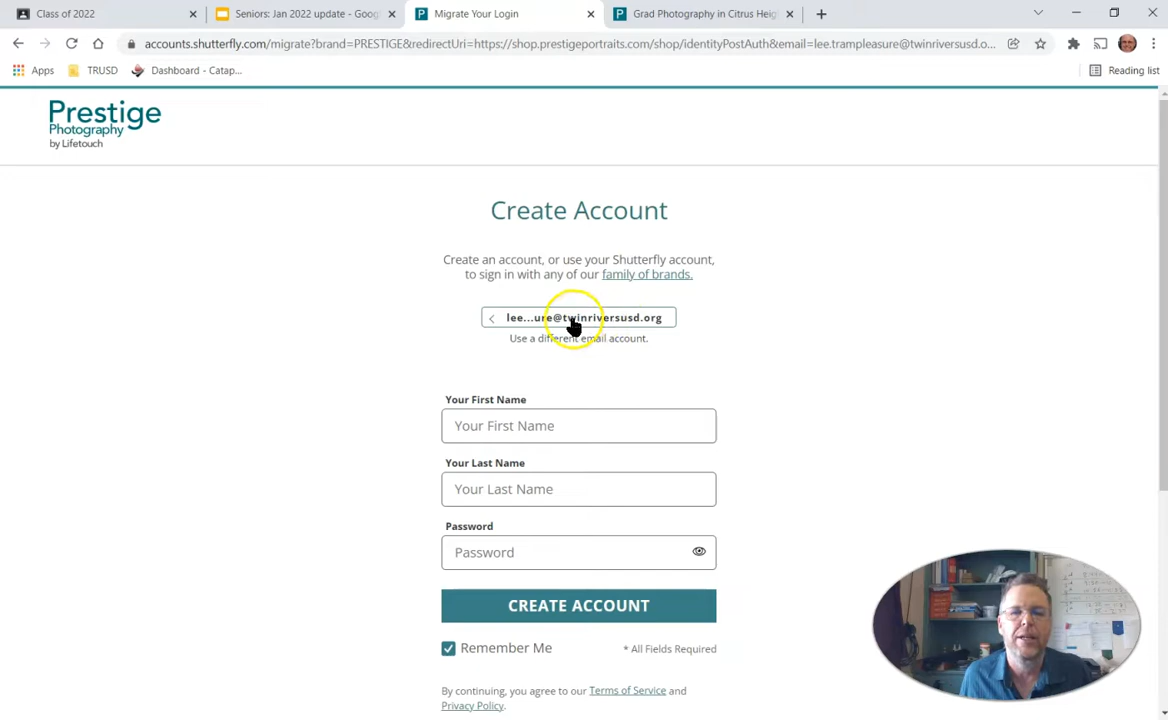 Class of 2022
Seniors: Jan 2022 update - Goog
Migrate Your Login
Grad Photography in Citrus Heigh
accounts.shutterfly.com/migrate?brand=PRESTIGE&redirectUri=https://shop.prestigeportraits.com/shop/identityPostAuth&email=lee.trampleasure@twinriversusd.o...
Apps
TRUSD
Dashboard - Catap...
Reading list
Prestige
Photography
by Lifetouch
Create Account
Create an account, or use your Shutterfly account,
to sign in with any of our family of brands.
lee...ure@twinriversusd.org
Use a different email account.
Your First Name
Your First Name
Your Last Name
Your Last Name
Password
Password
CREATE ACCOUNT
Remember Me
* All Fields Required
By continuing, you agree to our Terms of Service and
Privacy Policy.